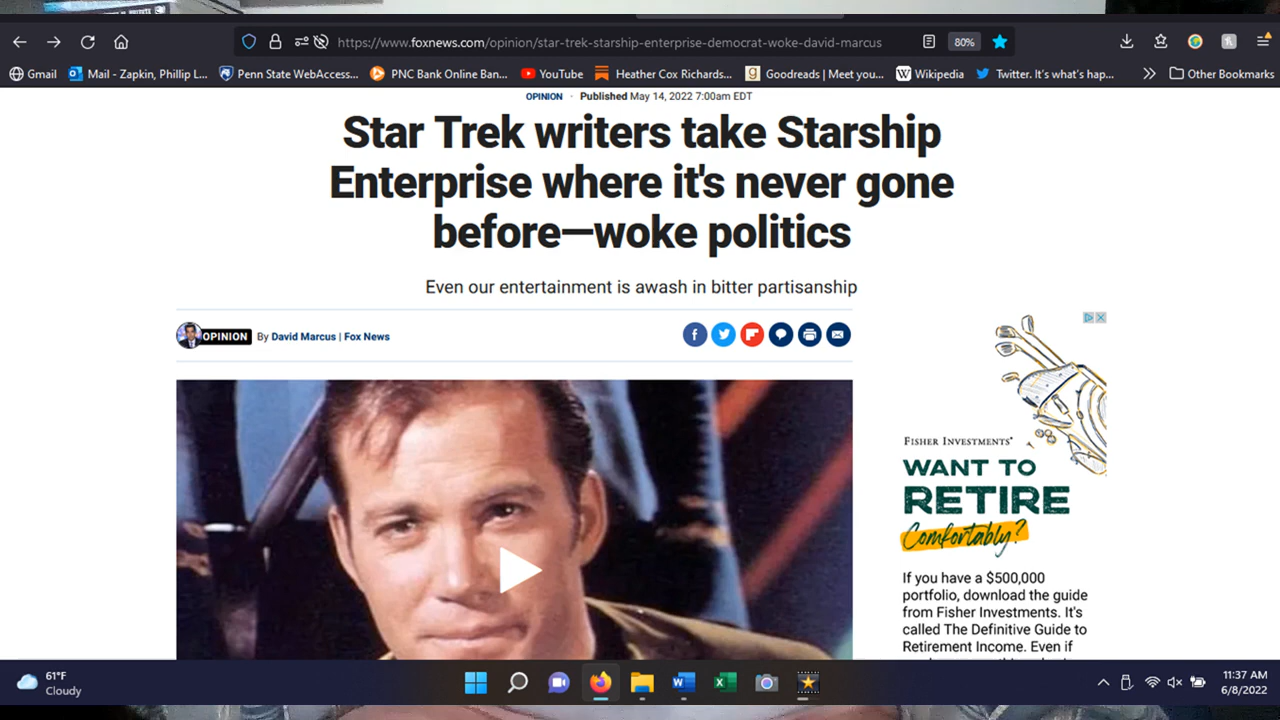 https://www.foxnews.com/opinion/star-trek-starship-enterprise-democrat-woke-david-marcus
80%
Gmail
Mail - Zapkin, Phillip L...
Penn State WebAccess...
PNC Bank Online Ban...
YouTube
Heather Cox Richards...
Goodreads | Meet you...
Wikipedia
Twitter. It's what's hap...
Other Bookmarks
OPINION · Published May 14, 2022 7:00am EDT
Star Trek writers take Starship
Enterprise where it's never gone
before—woke politics
Even our entertainment is awash in bitter partisanship
OPINION By David Marcus | Fox News
FISHER INVESTMENTS®
WANT TO
RETIRE
Comfortably?
If you have a $500,000
portfolio, download the guide
from Fisher Investments. It's
called The Definitive Guide to
Retirement Income. Even if
61°F
Cloudy
11:37 AM
6/8/2022